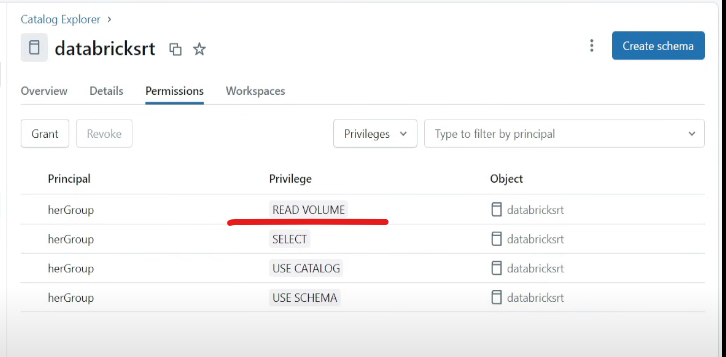 Catalog Explorer >
databricksrt
Create schema
Overview Details Permissions Workspaces
Grant Revoke Privileges Type to filter by principal
Principal Privilege Object
herGroup READ VOLUME databricksrt
herGroup SELECT databricksrt
herGroup USE CATALOG databricksrt
herGroup USE SCHEMA databricksrt